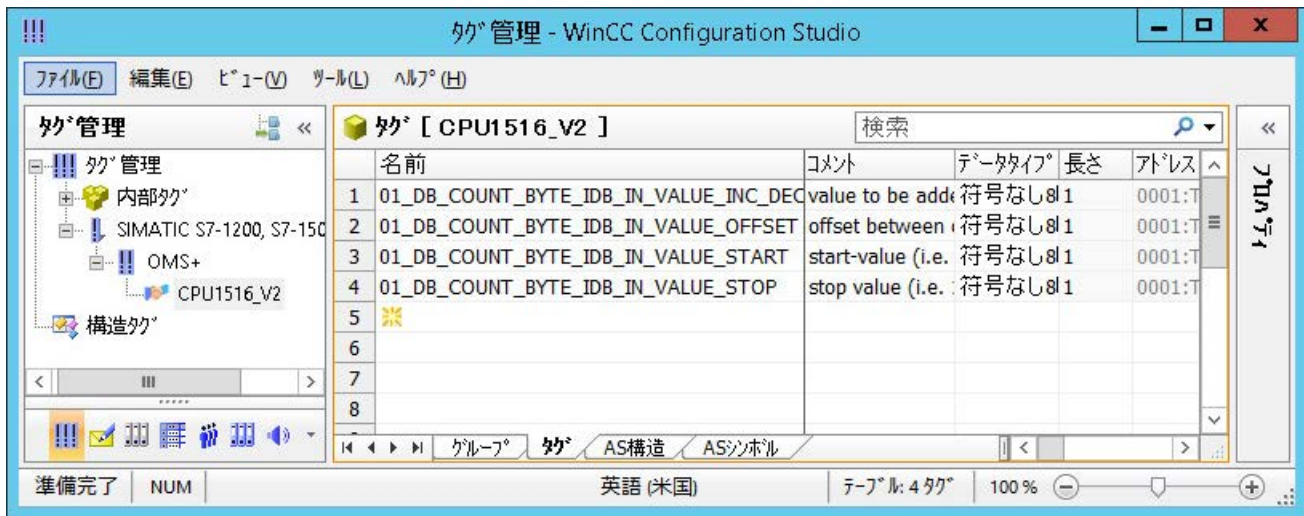 タグ管理 - WinCC Configuration Studio
ファイル(F) 編集(E) ビュー(V) ツール(L) ヘルプ(H)
タグ管理
タグ管理
内部タグ
SIMATIC S7-1200, S7-150
OMS+
CPU1516_V2
構造タグ
タグ [ CPU1516_V2 ]
検索
名前 コメント データタイプ 長さ アドレス
1 01_DB_COUNT_BYTE_IDB_IN_VALUE_INC_DEC value to be adde 符号なし8 1 0001:T
2 01_DB_COUNT_BYTE_IDB_IN_VALUE_OFFSET offset between 符号なし8 1 0001:T
3 01_DB_COUNT_BYTE_IDB_IN_VALUE_START start-value (i.e. 符号なし8 1 0001:T
4 01_DB_COUNT_BYTE_IDB_IN_VALUE_STOP stop value (i.e. 符号なし8 1 0001:T
5
6
7
8
グループ タグ AS構造 ASシンボル
プロパティ
準備完了 NUM 英語 (米国) テーブル: 4 タグ 100 %